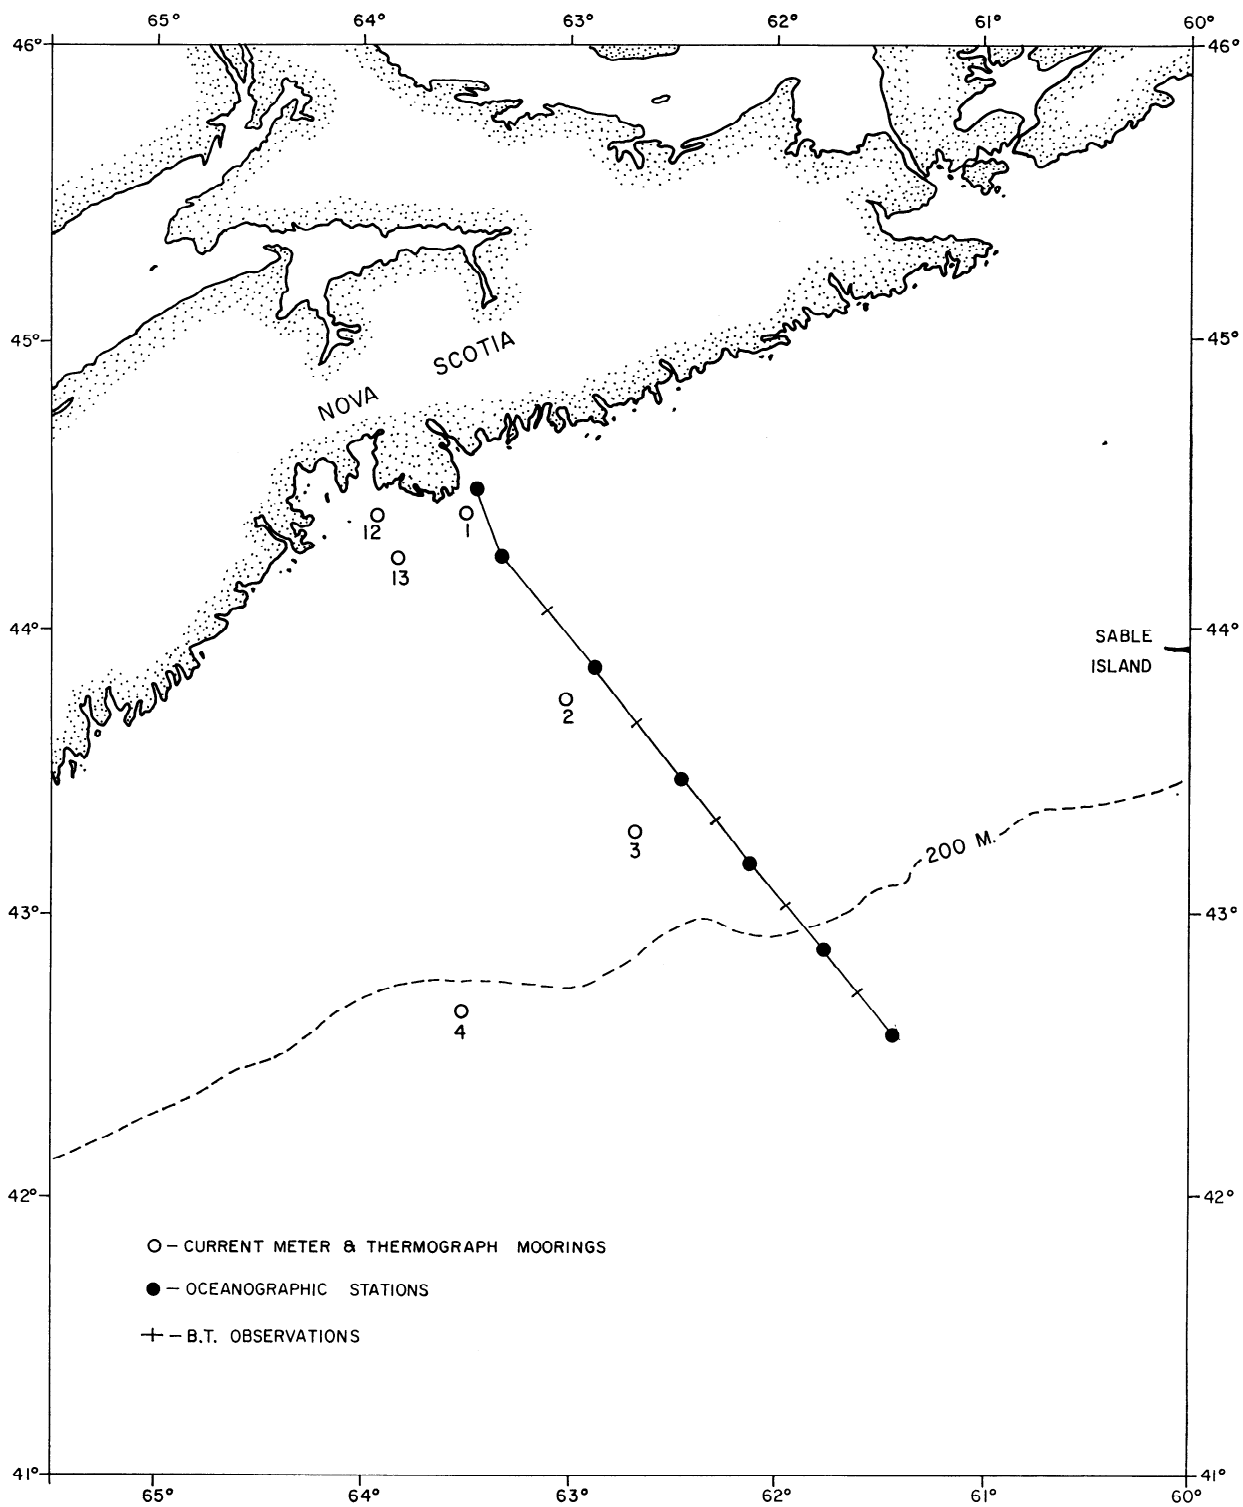 65° 64° 63° 62° 61° 60°
46° 46°
45° 45°
SCOTIA
NOVA
12 1
13
44° 44°
SABLE
ISLAND
2
3
200 M.
43° 43°
4
42° 42°
O – CURRENT METER & THERMOGRAPH MOORINGS
● – OCEANOGRAPHIC STATIONS
+ – B.T. OBSERVATIONS
41° 41°
65° 64° 63° 62° 61° 60°